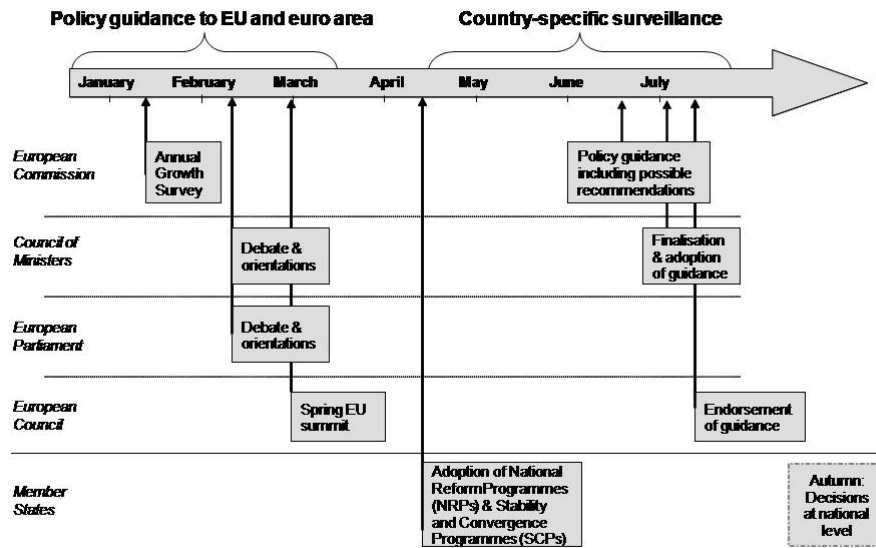 Policy guidance to EU and euro area
Country-specific surveillance
January February March April May June July
European
Commission
Annual
Growth
Survey
Policy guidance
including possible
recommendations
Council of
Ministers
Debate &
orientations
Finalisation
& adoption
of guidance
European
Parliament
Debate &
orientations
European
Council
Spring EU
summit
Endorsement
of guidance
Member
States
Adoption of National
Reform Programmes
(NRPs) & Stability
and Convergence
Programmes (SCPs)
Autumn:
Decisions
at national
level